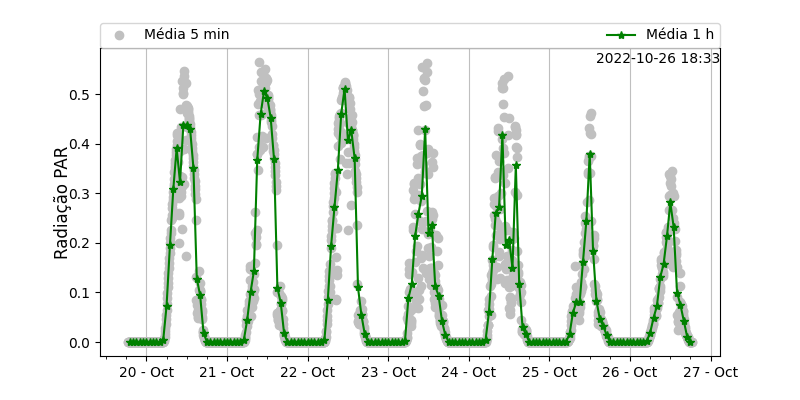 Média 5 min
Média 1 h
2022-10-26 18:33
Radiação PAR
0.5
0.4
0.3
0.2
0.1
0.0
20 - Oct
21 - Oct
22 - Oct
23 - Oct
24 - Oct
25 - Oct
26 - Oct
27 - Oct